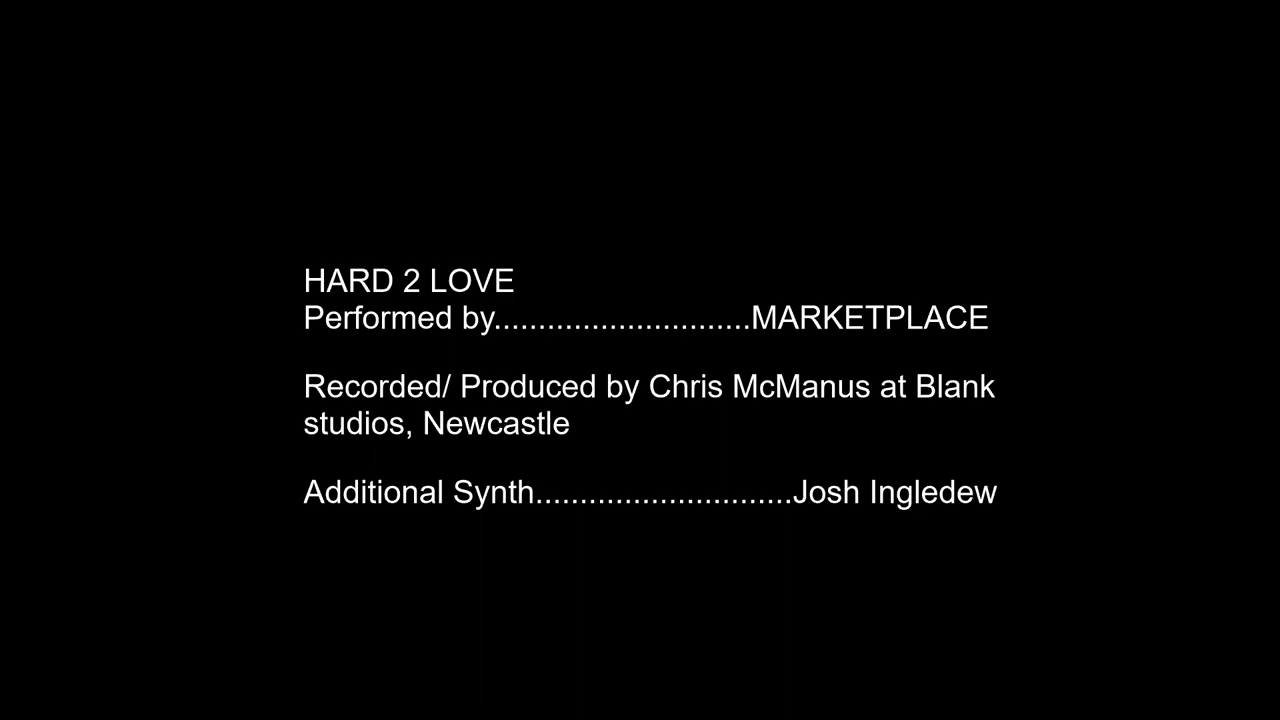 HARD 2 LOVE
Performed by.............................MARKETPLACE
Recorded/ Produced by Chris McManus at Blank
studios, Newcastle
Additional Synth.............................Josh Ingledew